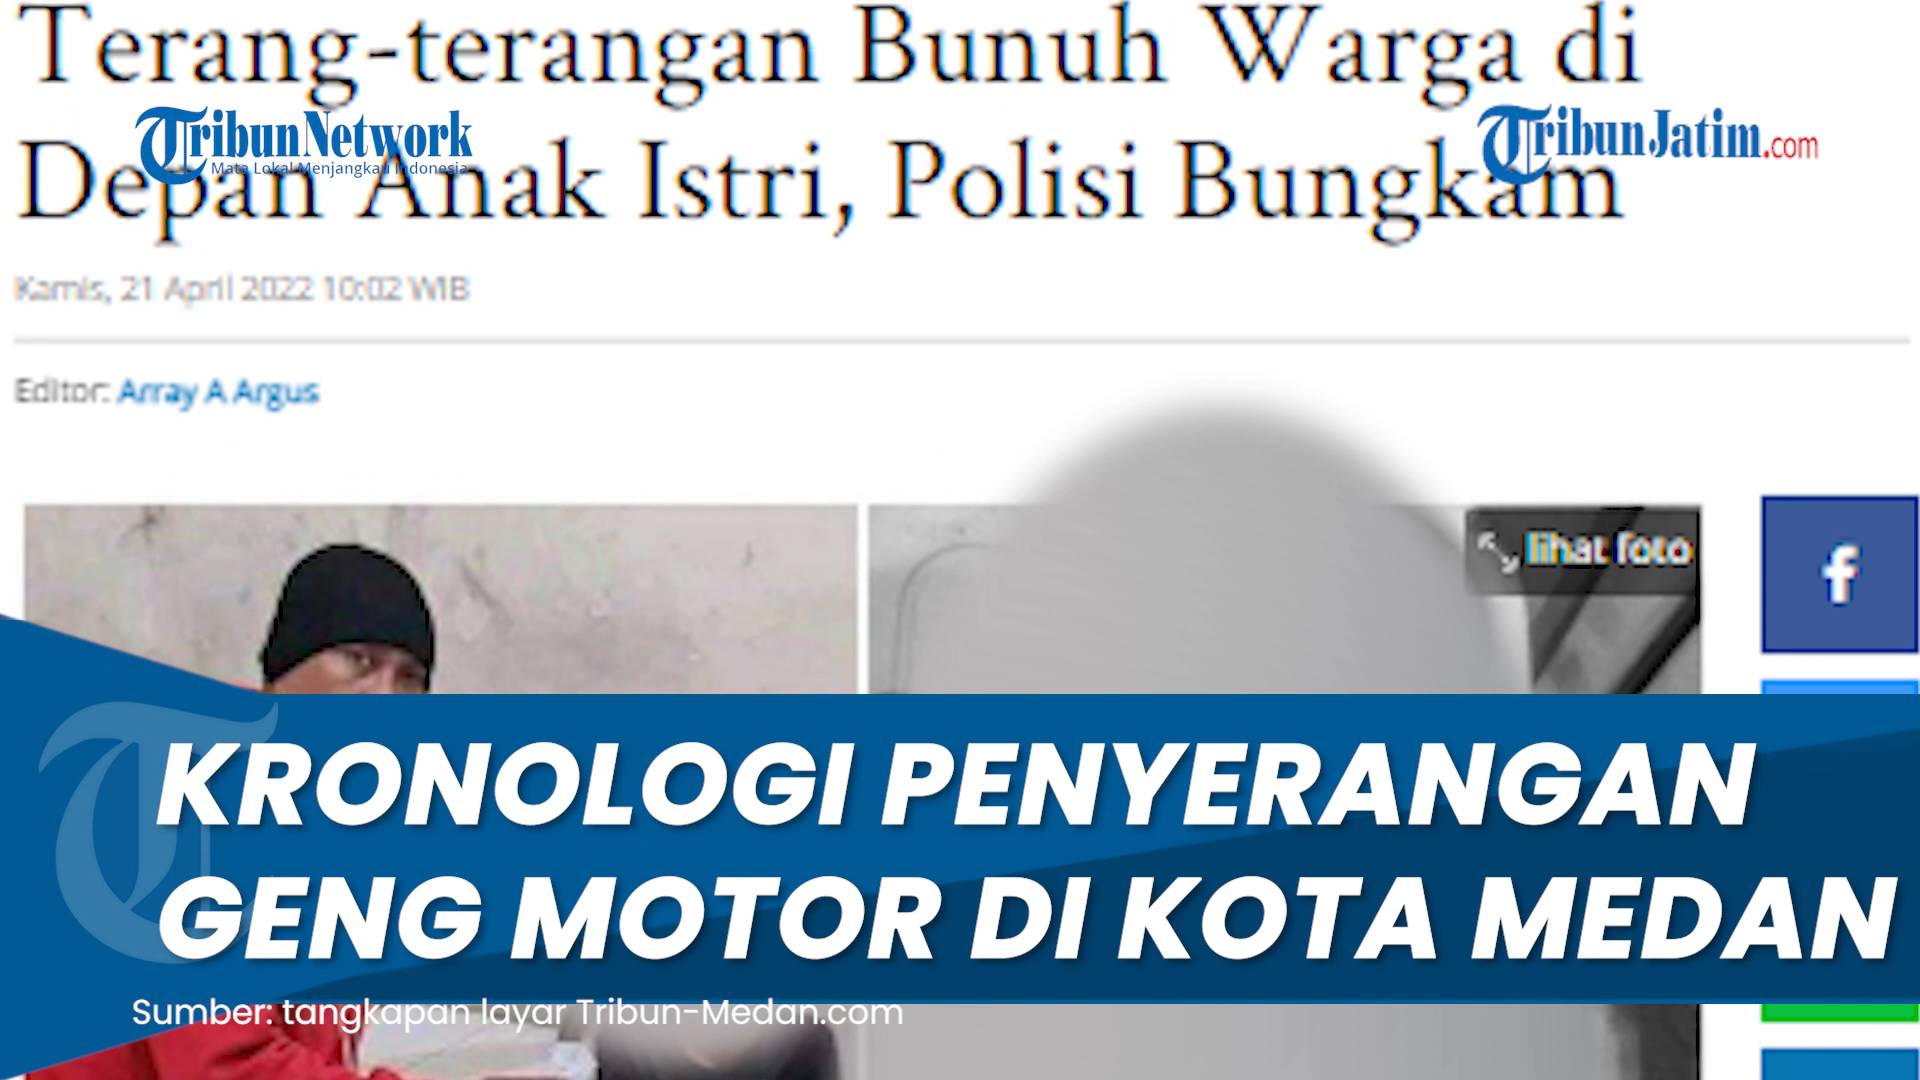 Terang-terangan Bunuh Warga di
TribunNetwork
Mata Lokal Menjangkau Indonesia
TribunJatim.com
Depan Anak Istri, Polisi Bungkam
Kamis, 21 April 2022 10:02 WIB
Editor: Array A Argus
lihat foto
f
KRONOLOGI PENYERANGAN
GENG MOTOR DI KOTA MEDAN
Sumber: tangkapan layar Tribun-Medan.com